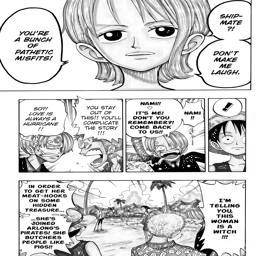 SHIP-
MATE
?!
DON'T
MAKE ME
LAUGH.
YOU'RE
A BUNCH
OF
PATHETIC
MISFITS!
!
NAMI
!!
NAMI!!
IT'S ME!
DON'T YOU
REMEMBER?
COME BACK
TO US!!
YOU STAY
OUT OF
THIS!! YOU'LL
COMPLICATE
THE STORY
!!!
SO?!
LOVE IS
ALWAYS A
HURRICANE
!!
I'M
TELLING YOU,
THIS
WOMAN
IS A
WITCH
!!!
IN ORDER
TO GET HER
MEAT-HOOKS
ON SOME
HIDDEN
TREASURE...
...SHE'S
JOINED
ARLONG'S
PIRATES! SHE
BUTCHERS
PEOPLE LIKE
PIGS!!